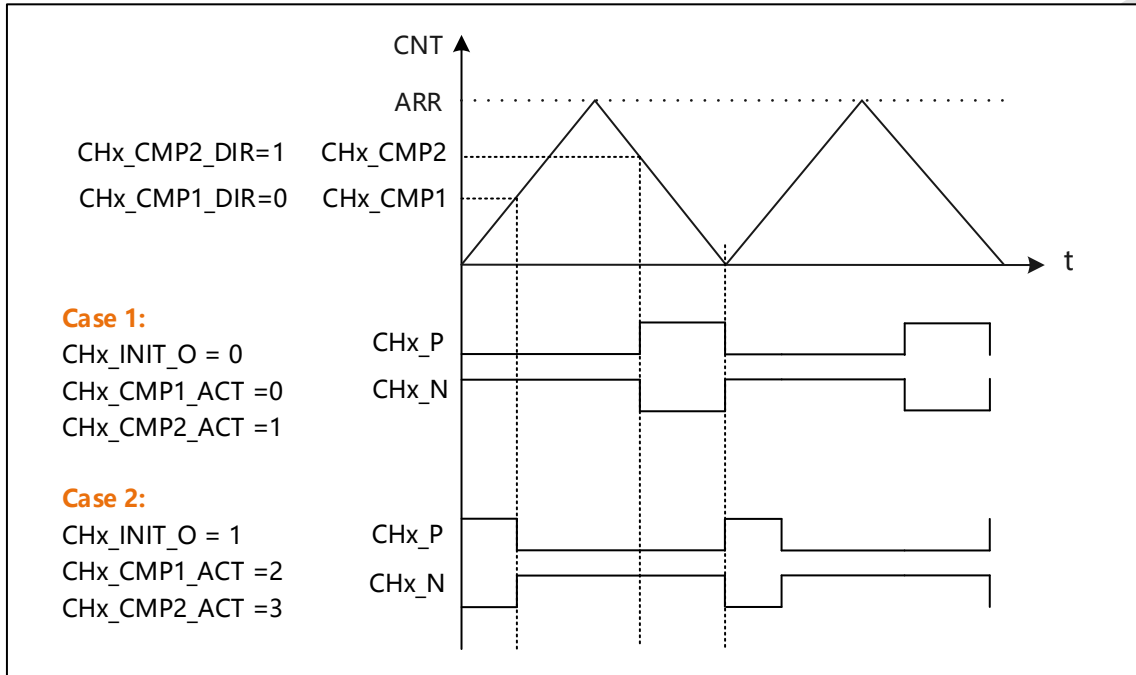 CNT
ARR
CHx_CMP2_DIR=1 CHx_CMP2
CHx_CMP1_DIR=0 CHx_CMP1
t
Case 1:
CHx_INIT_O = 0
CHx_CMP1_ACT =0
CHx_CMP2_ACT =1
CHx_P
CHx_N
Case 2:
CHx_INIT_O = 1
CHx_CMP1_ACT =2
CHx_CMP2_ACT =3
CHx_P
CHx_N